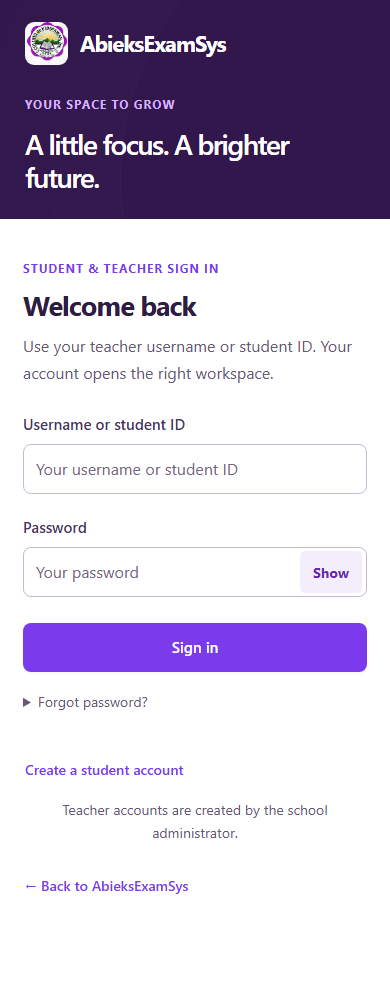 AbieksExamSys
YOUR SPACE TO GROW
A little focus. A brighter
future.
STUDENT & TEACHER SIGN IN
Welcome back
Use your teacher username or student ID. Your
account opens the right workspace.
Username or student ID
Your username or student ID
Password
Your password
Show
Sign in
▶ Forgot password?
Create a student account
Teacher accounts are created by the school
administrator.
← Back to AbieksExamSys